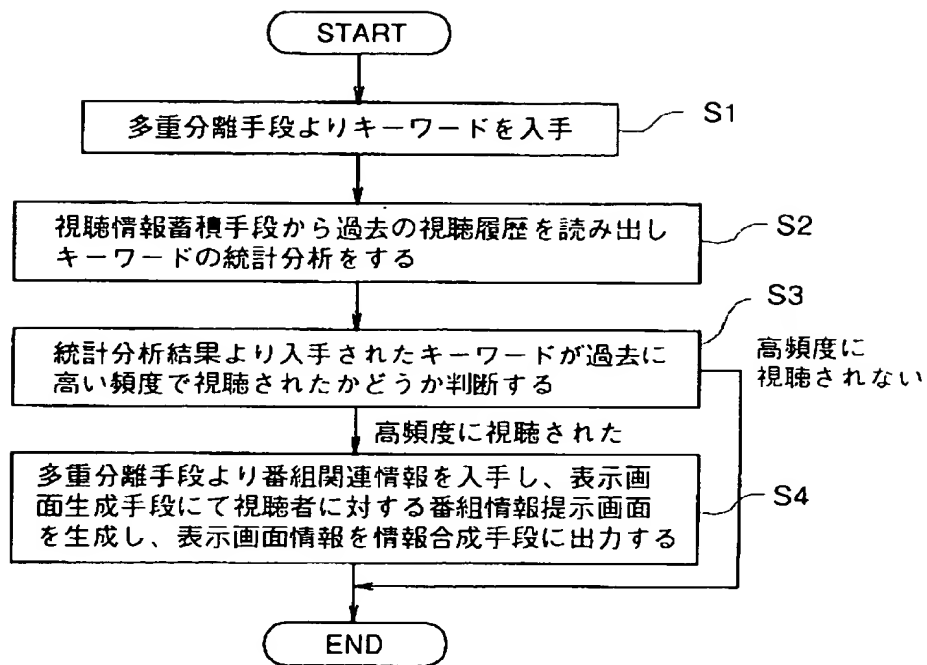 START
多重分離手段よりキーワードを入手
S1
視聴情報蓄積手段から過去の視聴履歴を読み出し
キーワードの統計分析をする
S2
統計分析結果より入手されたキーワードが過去に
高い頻度で視聴されたかどうか判断する
S3
高頻度に
視聴されない
高頻度に視聴された
多重分離手段より番組関連情報を入手し、表示画
面生成手段にて視聴者に対する番組情報提示画面
を生成し、表示画面情報を情報合成手段に出力する
S4
END